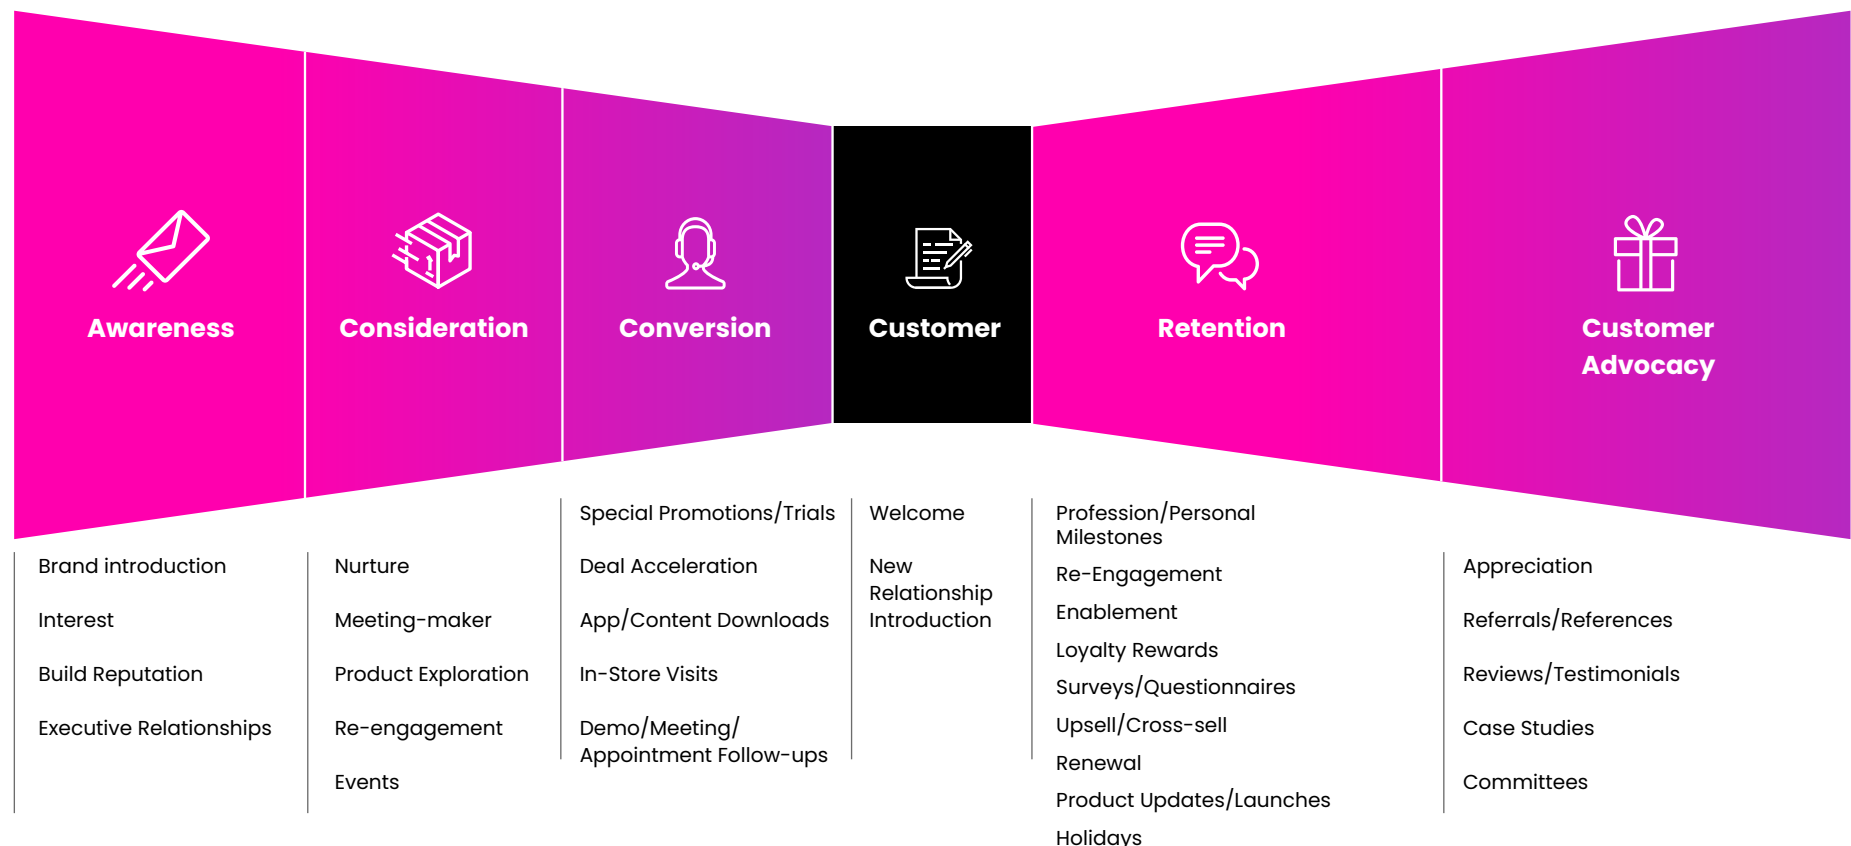 Awareness
Consideration
Conversion
Customer
Retention
Customer
Advocacy
Brand introduction
Interest
Build Reputation
Executive Relationships
Nurture
Meeting-maker
Product Exploration
Re-engagement
Events
Special Promotions/Trials
Deal Acceleration
App/Content Downloads
In-Store Visits
Demo/Meeting/
Appointment Follow-ups
Welcome
New
Relationship
Introduction
Profession/Personal
Milestones
Re-Engagement
Enablement
Loyalty Rewards
Surveys/Questionnaires
Upsell/Cross-sell
Renewal
Product Updates/Launches
Holidays
Appreciation
Referrals/References
Reviews/Testimonials
Case Studies
Committees